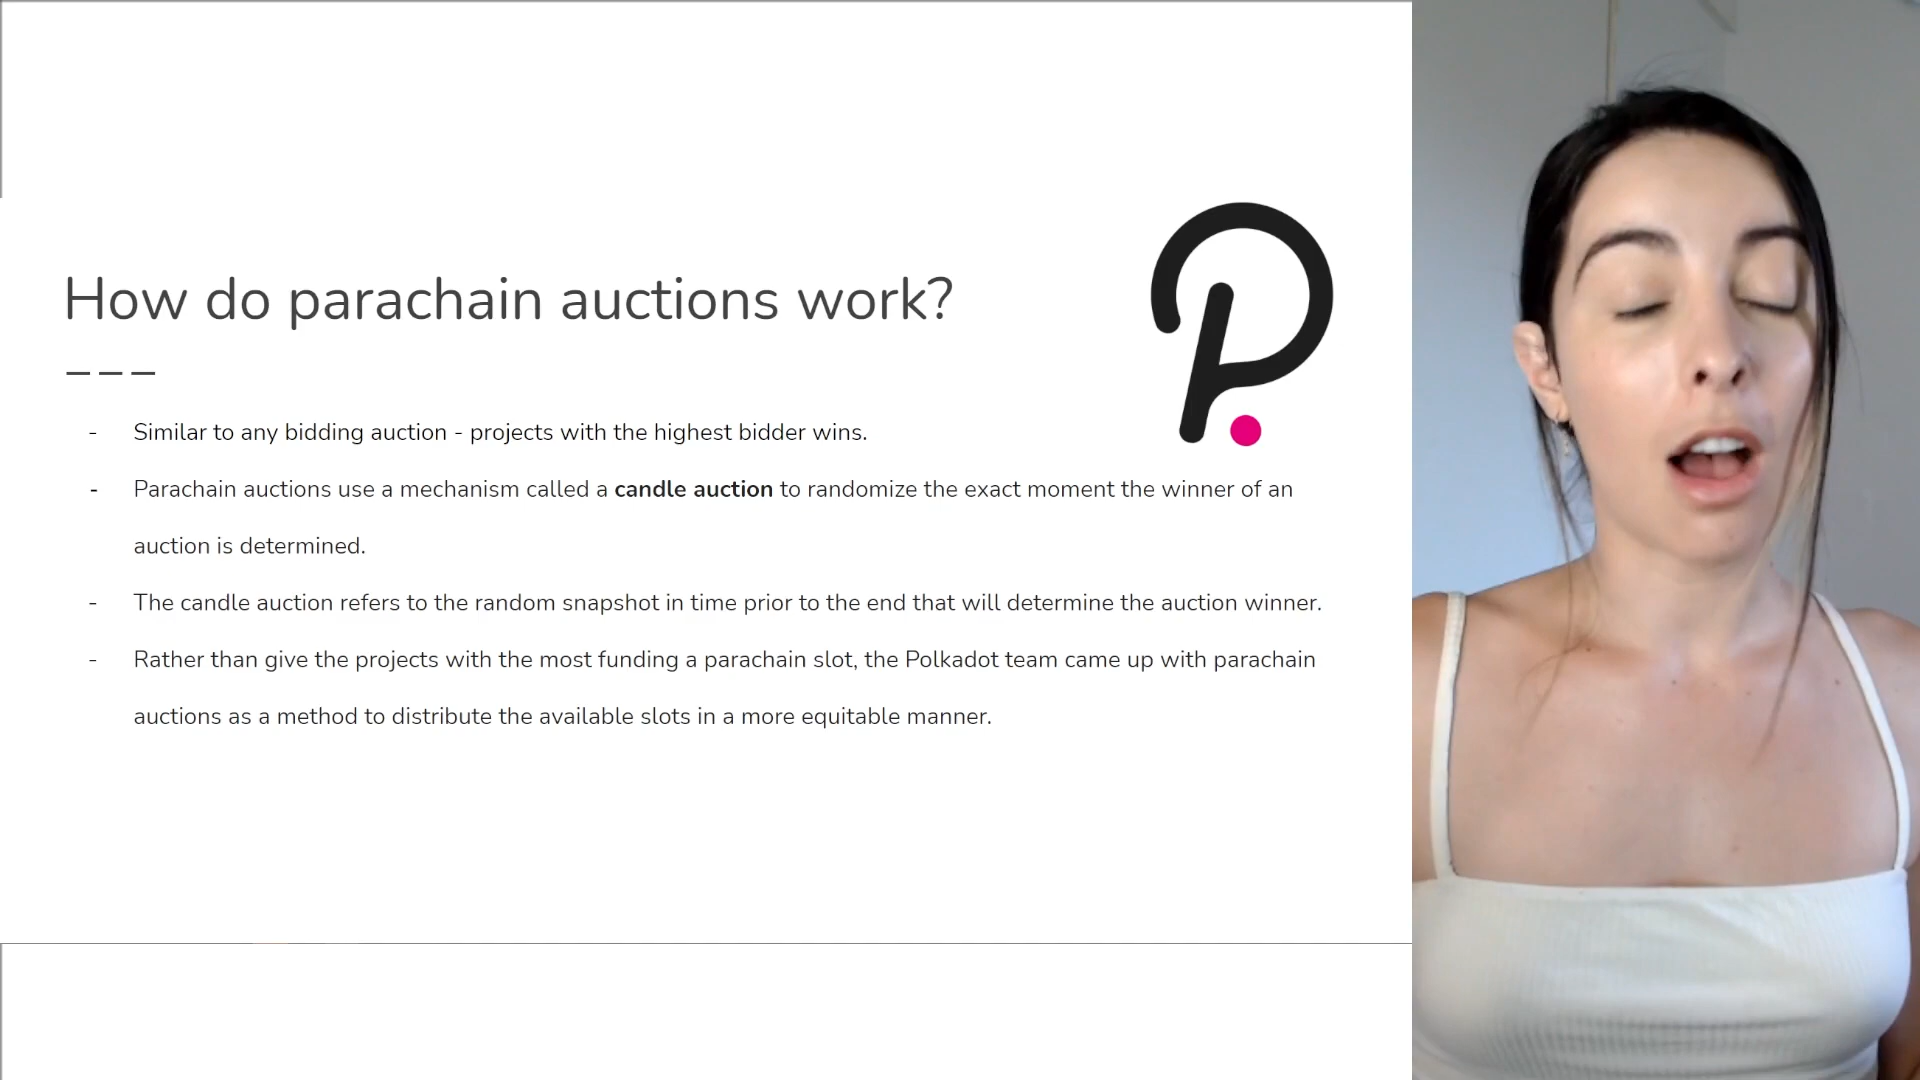 How do parachain auctions work?
- Similar to any bidding auction - projects with the highest bidder wins.
- Parachain auctions use a mechanism called a candle auction to randomize the exact moment the winner of an
auction is determined.
- The candle auction refers to the random snapshot in time prior to the end that will determine the auction winner.
- Rather than give the projects with the most funding a parachain slot, the Polkadot team came up with parachain
auctions as a method to distribute the available slots in a more equitable manner.